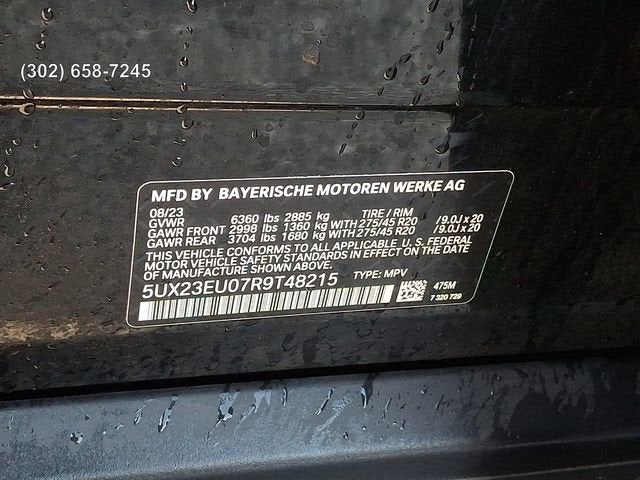 (302) 658-7245
MFD BY BAYERISCHE MOTOREN WERKE AG
08/23
GVWR 6360 lbs 2885 kg TIRE / RIM
GAWR FRONT 2998 lbs 1360 kg WITH 275/45 R20 / 9.0J x 20
GAWR REAR 3704 lbs 1680 kg WITH 275/45 R20 / 9.0J x 20
THIS VEHICLE CONFORMS TO ALL APPLICABLE U. S. FEDERAL
MOTOR VEHICLE SAFETY STANDARDS IN EFFECT ON THE DATE
OF MANUFACTURE SHOWN ABOVE.
5UX23EU07R9T48215 TYPE: MPV
475M
7 320 729